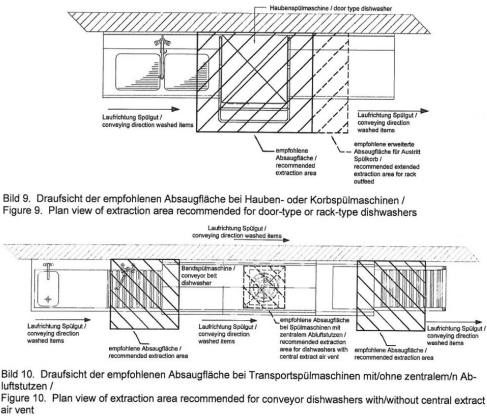 Haubenspülmaschine / door type dishwasher
Laufrichtung Spülgut /
conveying direction
washed items
Laufrichtung Spülgut /
conveying direction
washed items
empfohlene
Absaugfläche /
recommended
extraction area
empfohlene erweiterte
Absaugfläche für Austritt
Spülkorb /
recommended extended
extraction area for rack
outfeed
Bild 9. Draufsicht der empfohlenen Absaugfläche bei Hauben- oder Korbspülmaschinen /
Figure 9. Plan view of extraction area recommended for door-type or rack-type dishwashers
Laufrichtung Spülgut /
conveying direction washed items
Bandspülmaschine /
conveyor belt
dishwasher
Laufrichtung Spülgut /
conveying direction
washed items
empfohlene Absaugfläche /
recommended extraction area
Laufrichtung Spülgut /
conveying direction
washed items
empfohlene Absaugfläche
bei Spülmaschinen mit
zentralem Abluftstutzen /
recommended extraction
area for dishwashers with
central extract air vent
empfohlene Absaugfläche /
recommended extraction area
Laufrichtung Spülgut /
conveying direction
washed items
Bild 10. Draufsicht der empfohlenen Absaugfläche bei Transportspülmaschinen mit/ohne zentralem/n Ab-
luftstutzen /
Figure 10. Plan view of extraction area recommended for conveyor dishwashers with/without central extract
air vent